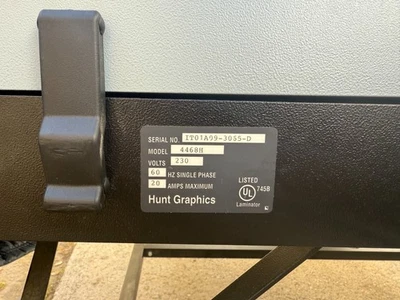 SERIAL NO. IT01A99-3055-D
MODEL 4468H
VOLTS 230
60 HZ SINGLE PHASE
20 AMPS MAXIMUM
Hunt Graphics
LISTED
UL 745B
Laminator